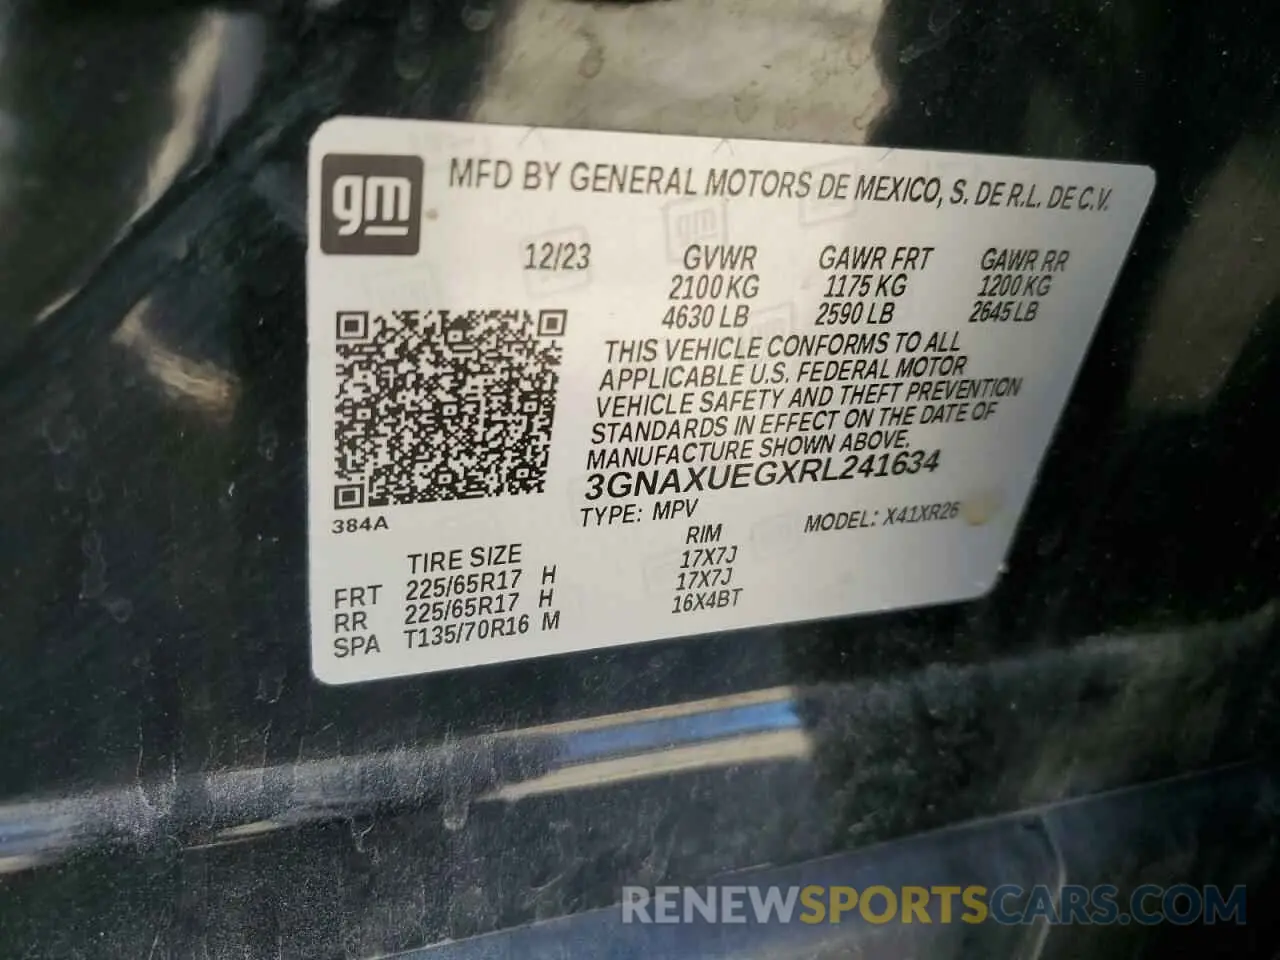 gm
MFD BY GENERAL MOTORS DE MEXICO, S. DE R.L. DE C.V.
12/23 GVWR GAWR FRT GAWR RR
2100 KG 1175 KG 1200 KG
4630 LB 2590 LB 2645 LB
THIS VEHICLE CONFORMS TO ALL
APPLICABLE U.S. FEDERAL MOTOR
VEHICLE SAFETY AND THEFT PREVENTION
STANDARDS IN EFFECT ON THE DATE OF
MANUFACTURE SHOWN ABOVE.
3GNAXUEGXRL241634
384A
TYPE: MPV MODEL: X41XR26
TIRE SIZE RIM
FRT 225/65R17 H 17X7J
RR 225/65R17 H 17X7J
SPA T135/70R16 M 16X4BT
RENEWSPORTSCARS.COM